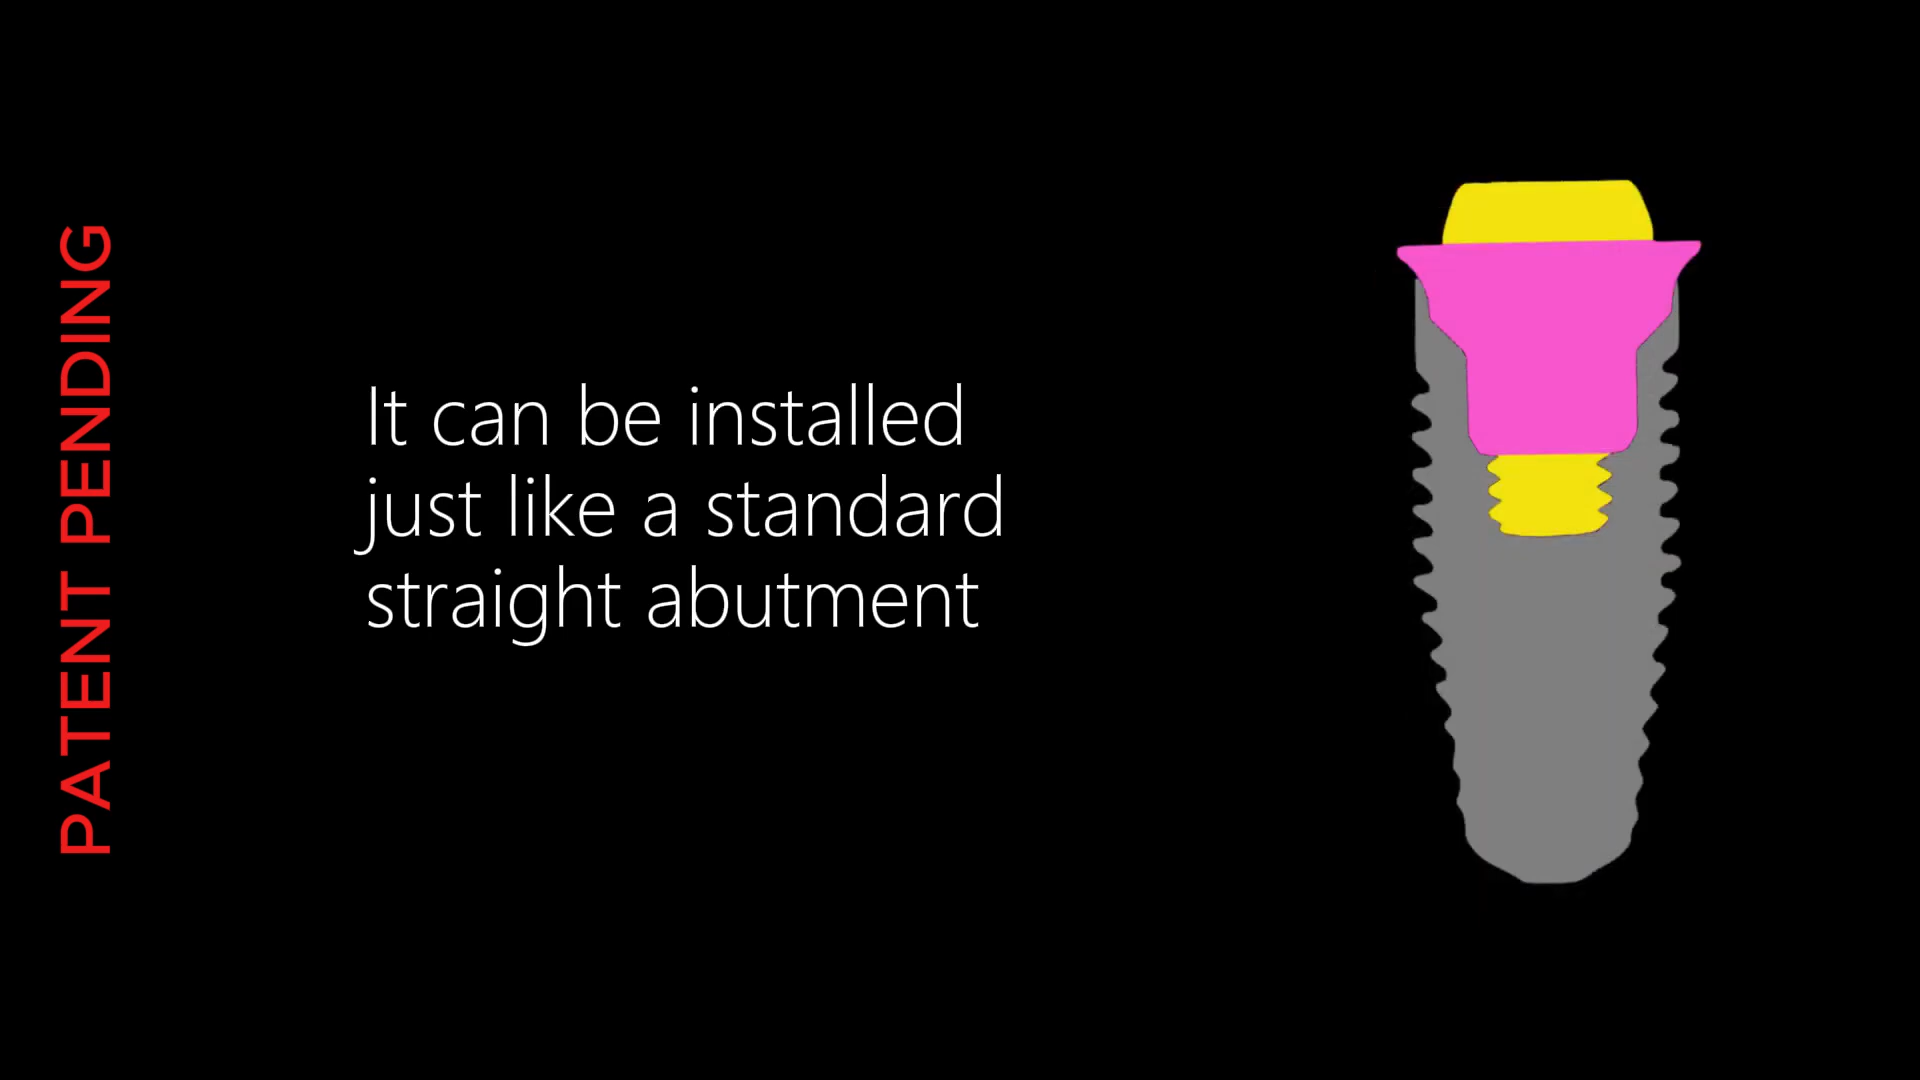 PATENT PENDING
It can be installed
just like a standard
straight abutment